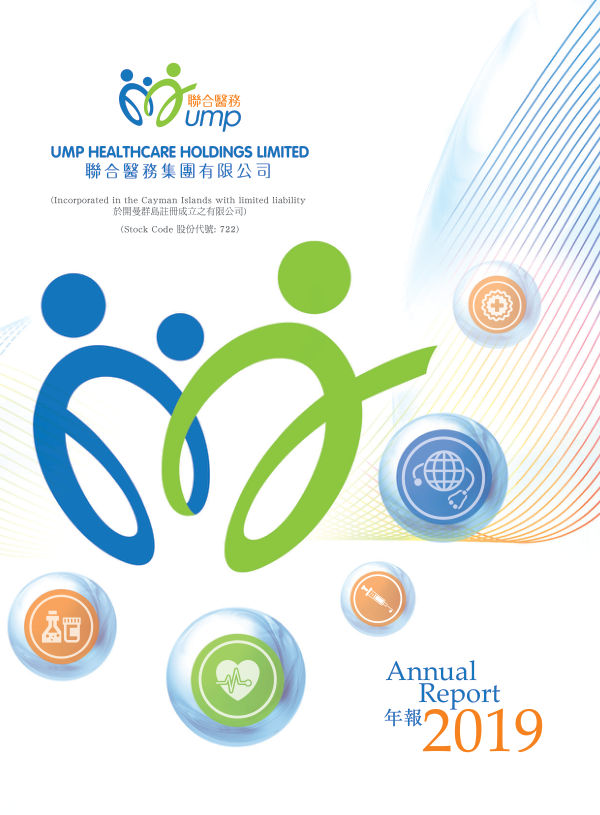 聯合醫務
ump
UMP HEALTHCARE HOLDINGS LIMITED
聯合醫務集團有限公司
(Incorporated in the Cayman Islands with limited liability
於開曼群島註冊成立之有限公司)
(Stock Code 股份代號: 722)
Annual
Report
年報 2019